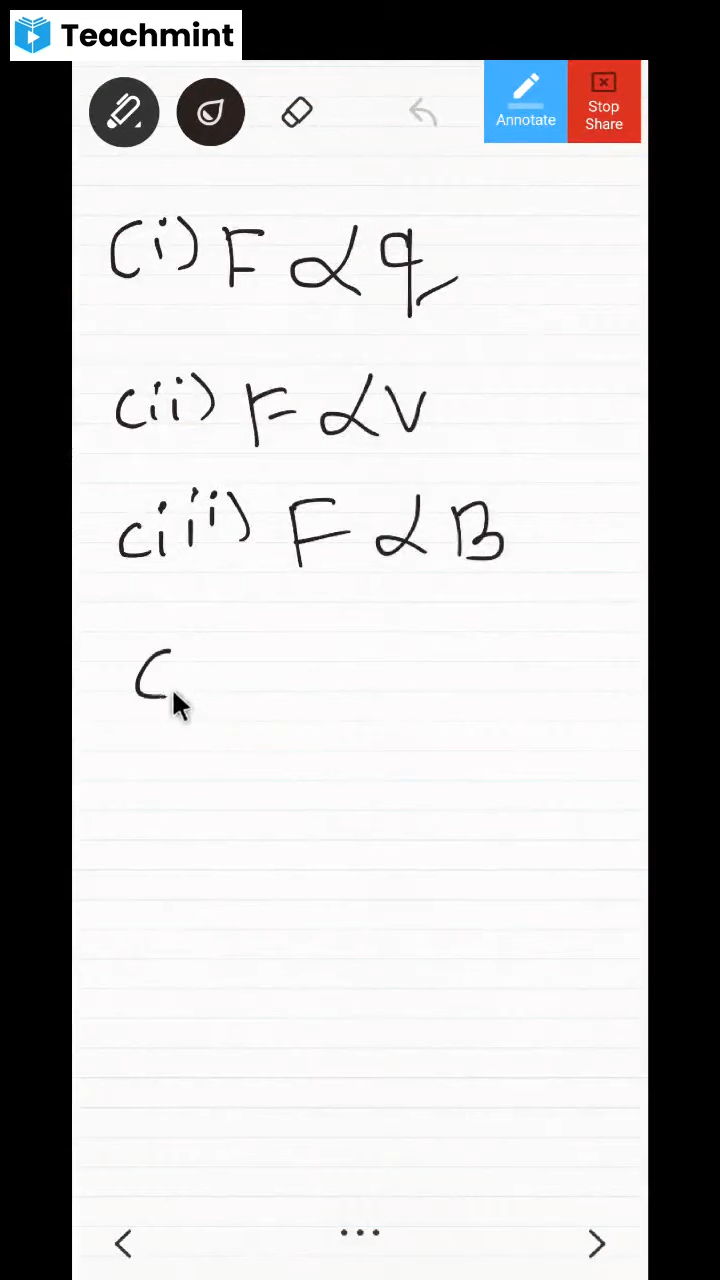 Teachmint
Annotate
Stop
Share
(i) F α q
(ii) F α V
(iii) F α B
(